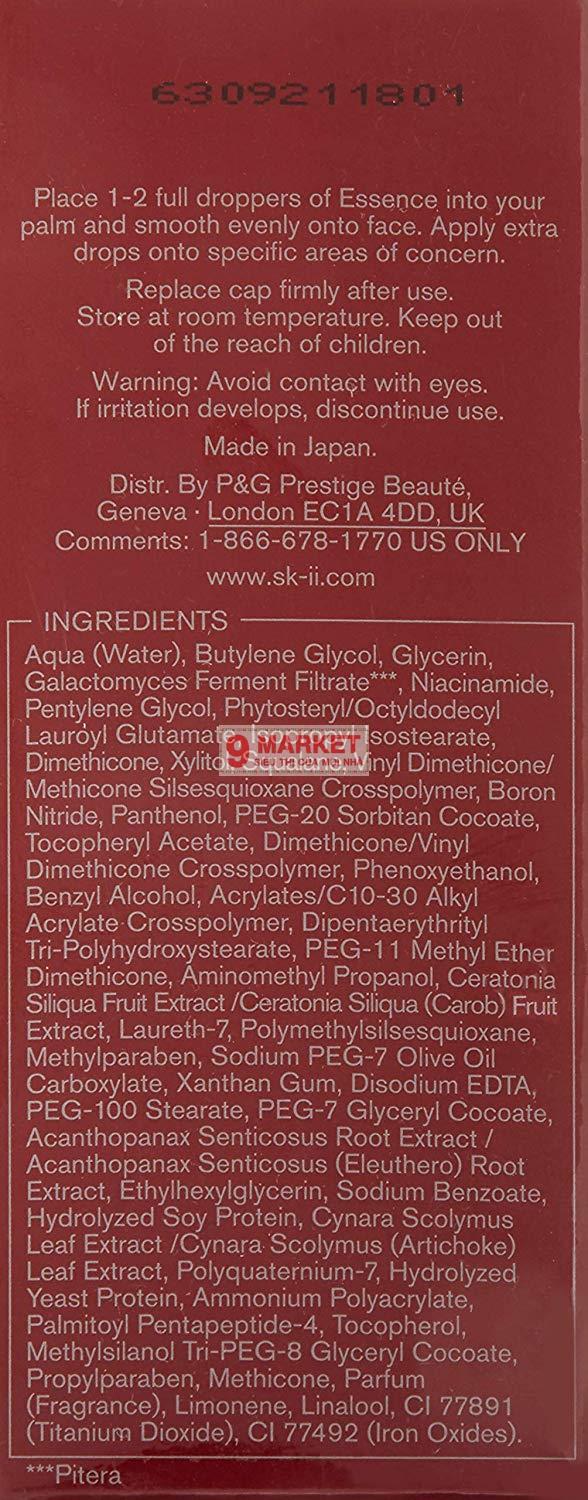 6309211801
Place 1-2 full droppers of Essence into your
palm and smooth evenly onto face. Apply extra
drops onto specific areas of concern.
Replace cap firmly after use.
Store at room temperature. Keep out
of the reach of children.
Warning: Avoid contact with eyes.
If irritation develops, discontinue use.
Made in Japan.
Distr. By P&G Prestige Beauté,
Geneva · London EC1A 4DD, UK
Comments: 1-866-678-1770 US ONLY
www.sk-ii.com
INGREDIENTS
Aqua (Water), Butylene Glycol, Glycerin,
Galactomyces Ferment Filtrate***, Niacinamide,
Pentylene Glycol, Phytosteryl/Octyldodecyl
Lauroyl Glutamate, Isopropyl Isostearate,
9 MARKET
SIÊU THỊ CỦA MỌI NHÀ
Dimethicone, Xylitol, Vinyl Dimethicone/
Methicone Silsesquioxane Crosspolymer, Boron
Nitride, Panthenol, PEG-20 Sorbitan Cocoate,
Tocopheryl Acetate, Dimethicone/Vinyl
Dimethicone Crosspolymer, Phenoxyethanol,
Benzyl Alcohol, Acrylates/C10-30 Alkyl
Acrylate Crosspolymer, Dipentaerythrityl
Tri-Polyhydroxystearate, PEG-11 Methyl Ether
Dimethicone, Aminomethyl Propanol, Ceratonia
Siliqua Fruit Extract /Ceratonia Siliqua (Carob) Fruit
Extract, Laureth-7, Polymethylsilsesquioxane,
Methylparaben, Sodium PEG-7 Olive Oil
Carboxylate, Xanthan Gum, Disodium EDTA,
PEG-100 Stearate, PEG-7 Glyceryl Cocoate,
Acanthopanax Senticosus Root Extract /
Acanthopanax Senticosus (Eleuthero) Root
Extract, Ethylhexylglycerin, Sodium Benzoate,
Hydrolyzed Soy Protein, Cynara Scolymus
Leaf Extract /Cynara Scolymus (Artichoke)
Leaf Extract, Polyquaternium-7, Hydrolyzed
Yeast Protein, Ammonium Polyacrylate,
Palmitoyl Pentapeptide-4, Tocopherol,
Methylsilanol Tri-PEG-8 Glyceryl Cocoate,
Propylparaben, Methicone, Parfum
(Fragrance), Limonene, Linalool, CI 77891
(Titanium Dioxide), CI 77492 (Iron Oxides).
***Pitera